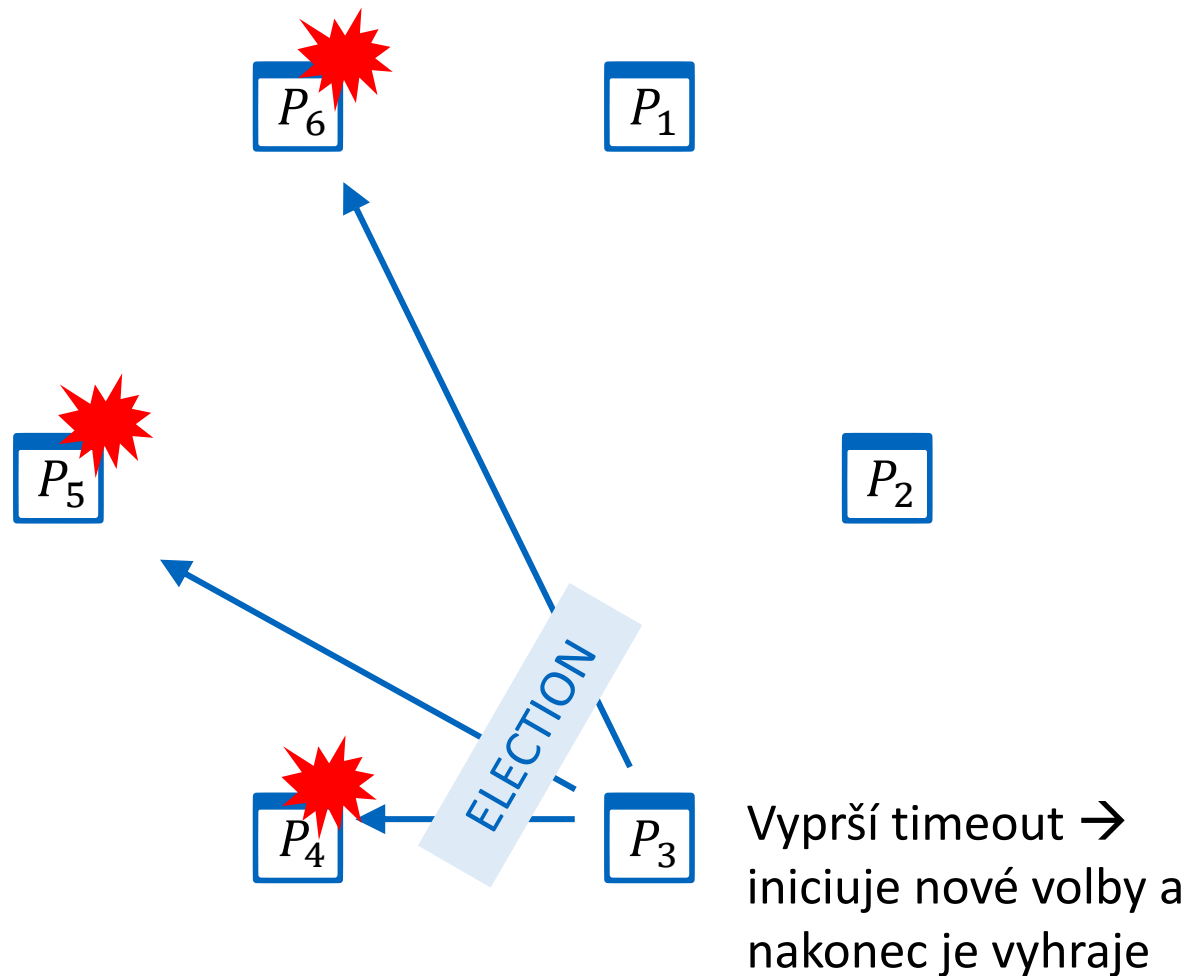 P₆
P₁
P₅
P₂
ELECTION
P₄
P₃
Vyprší timeout →
iniciuje nové volby a
nakonec je vyhraje